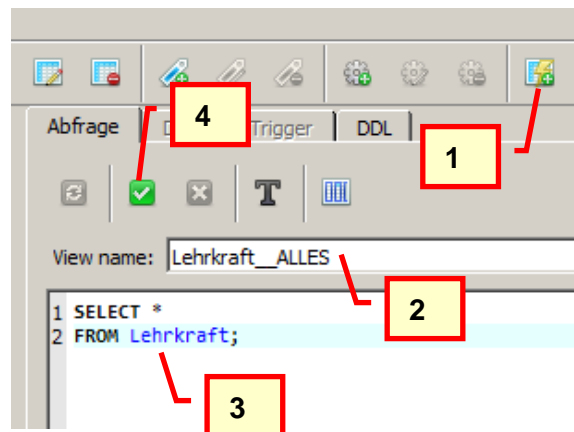 4
1
Abfrage Trigger DDL
T
View name: Lehrkraft__ALLES
2
1 SELECT *
2 FROM Lehrkraft;
3